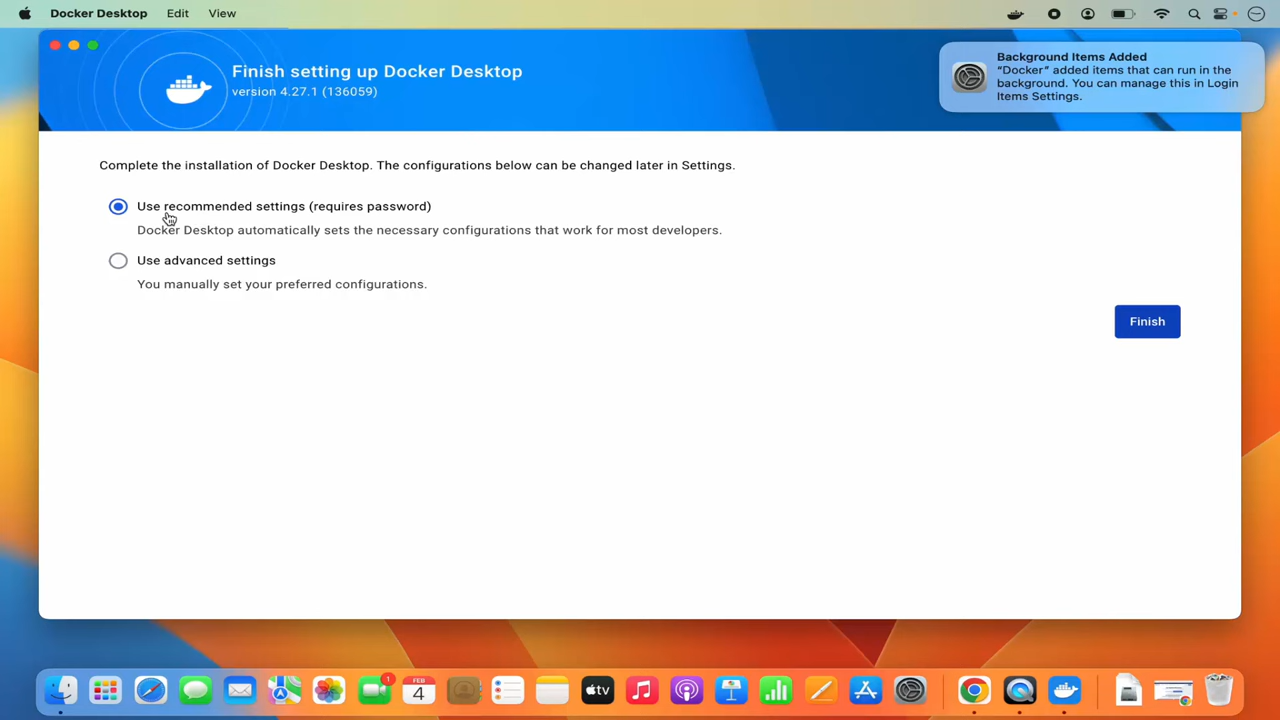 Docker Desktop Edit View
Finish setting up Docker Desktop
version 4.27.1 (136059)
Background Items Added
“Docker” added items that can run in the
background. You can manage this in Login
Items Settings.
Complete the installation of Docker Desktop. The configurations below can be changed later in Settings.
Use recommended settings (requires password)
Docker Desktop automatically sets the necessary configurations that work for most developers.
Use advanced settings
You manually set your preferred configurations.
Finish
1
FEB
4
tv